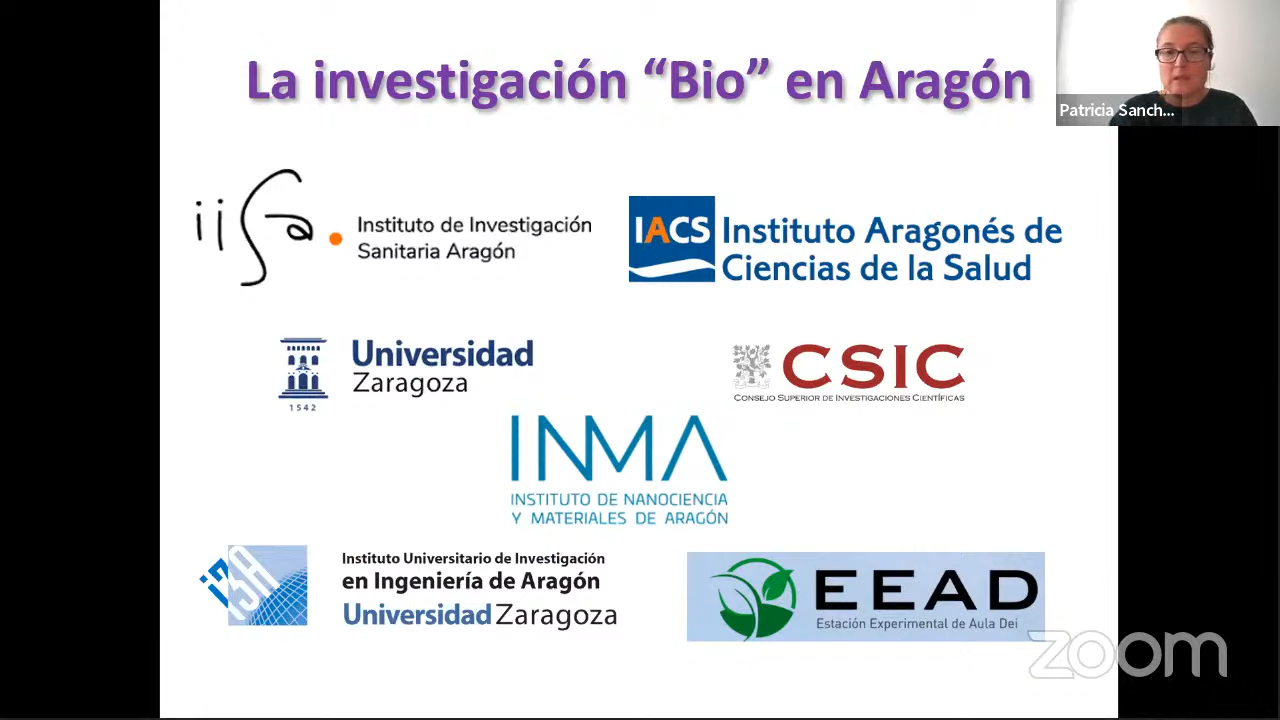 La investigación “Bio” en Aragón
Patricia Sanch...
iisa.
Instituto de Investigación
Sanitaria Aragón
IACS
Instituto Aragonés de
Ciencias de la Salud
Universidad
Zaragoza
1542
CSIC
CONSEJO SUPERIOR DE INVESTIGACIONES CIENTÍFICAS
INMA
INSTITUTO DE NANOCIENCIA
Y MATERIALES DE ARAGÓN
i3A
Instituto Universitario de Investigación
en Ingeniería de Aragón
Universidad Zaragoza
EEAD
Estación Experimental de Aula Dei
zoom